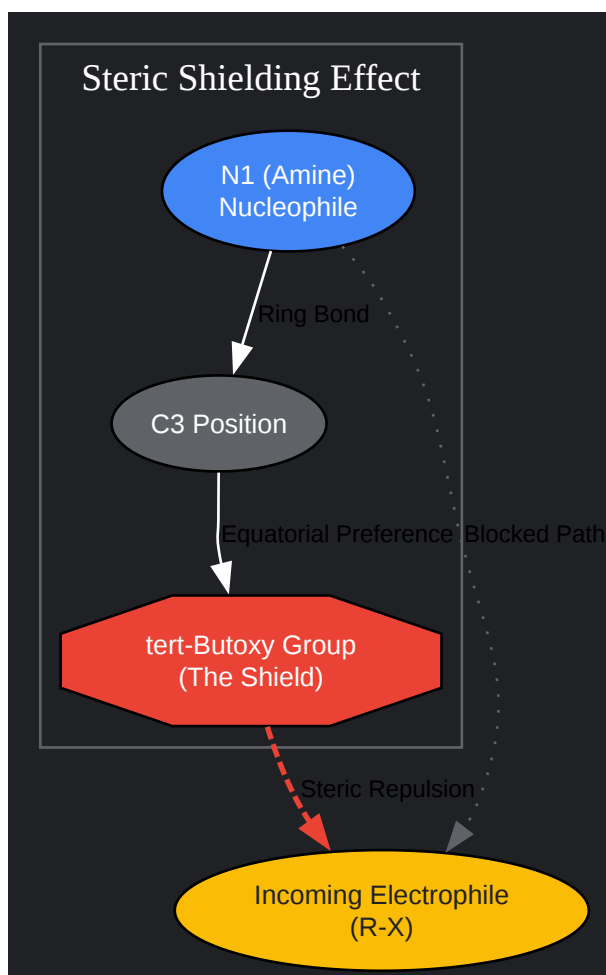 Steric Shielding Effect
N1 (Amine)
Nucleophile
Ring Bond
C3 Position
Equatorial Preference
Blocked Path
tert-Butoxy Group
(The Shield)
Steric Repulsion
Incoming Electrophile
(R-X)